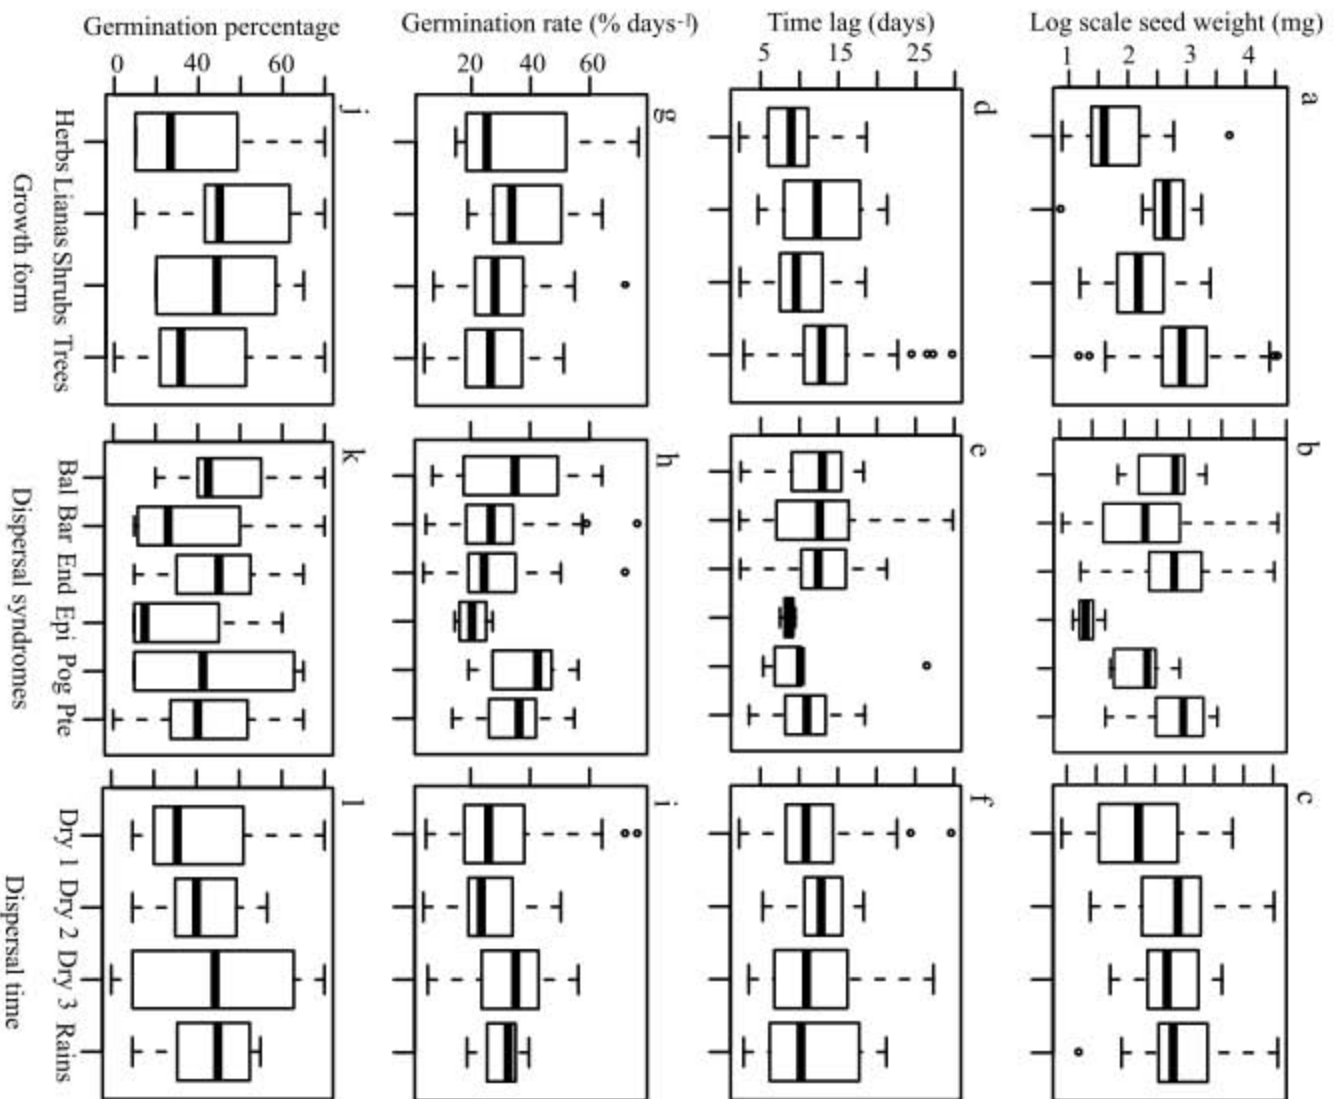 Germination percentage
Germination rate (% days-1)
Time lag (days)
Log scale seed weight (mg)
0 40 60
20 40 60
5 15 25
1 2 3 4
j
g
d
a
Herbs Lianas Shrubs Trees
Growth form
k
h
e
b
Bal Bar End Epi Pog Pte
Dispersal syndromes
l
i
f
c
Dry 1 Dry 2 Dry 3 Rains
Dispersal time